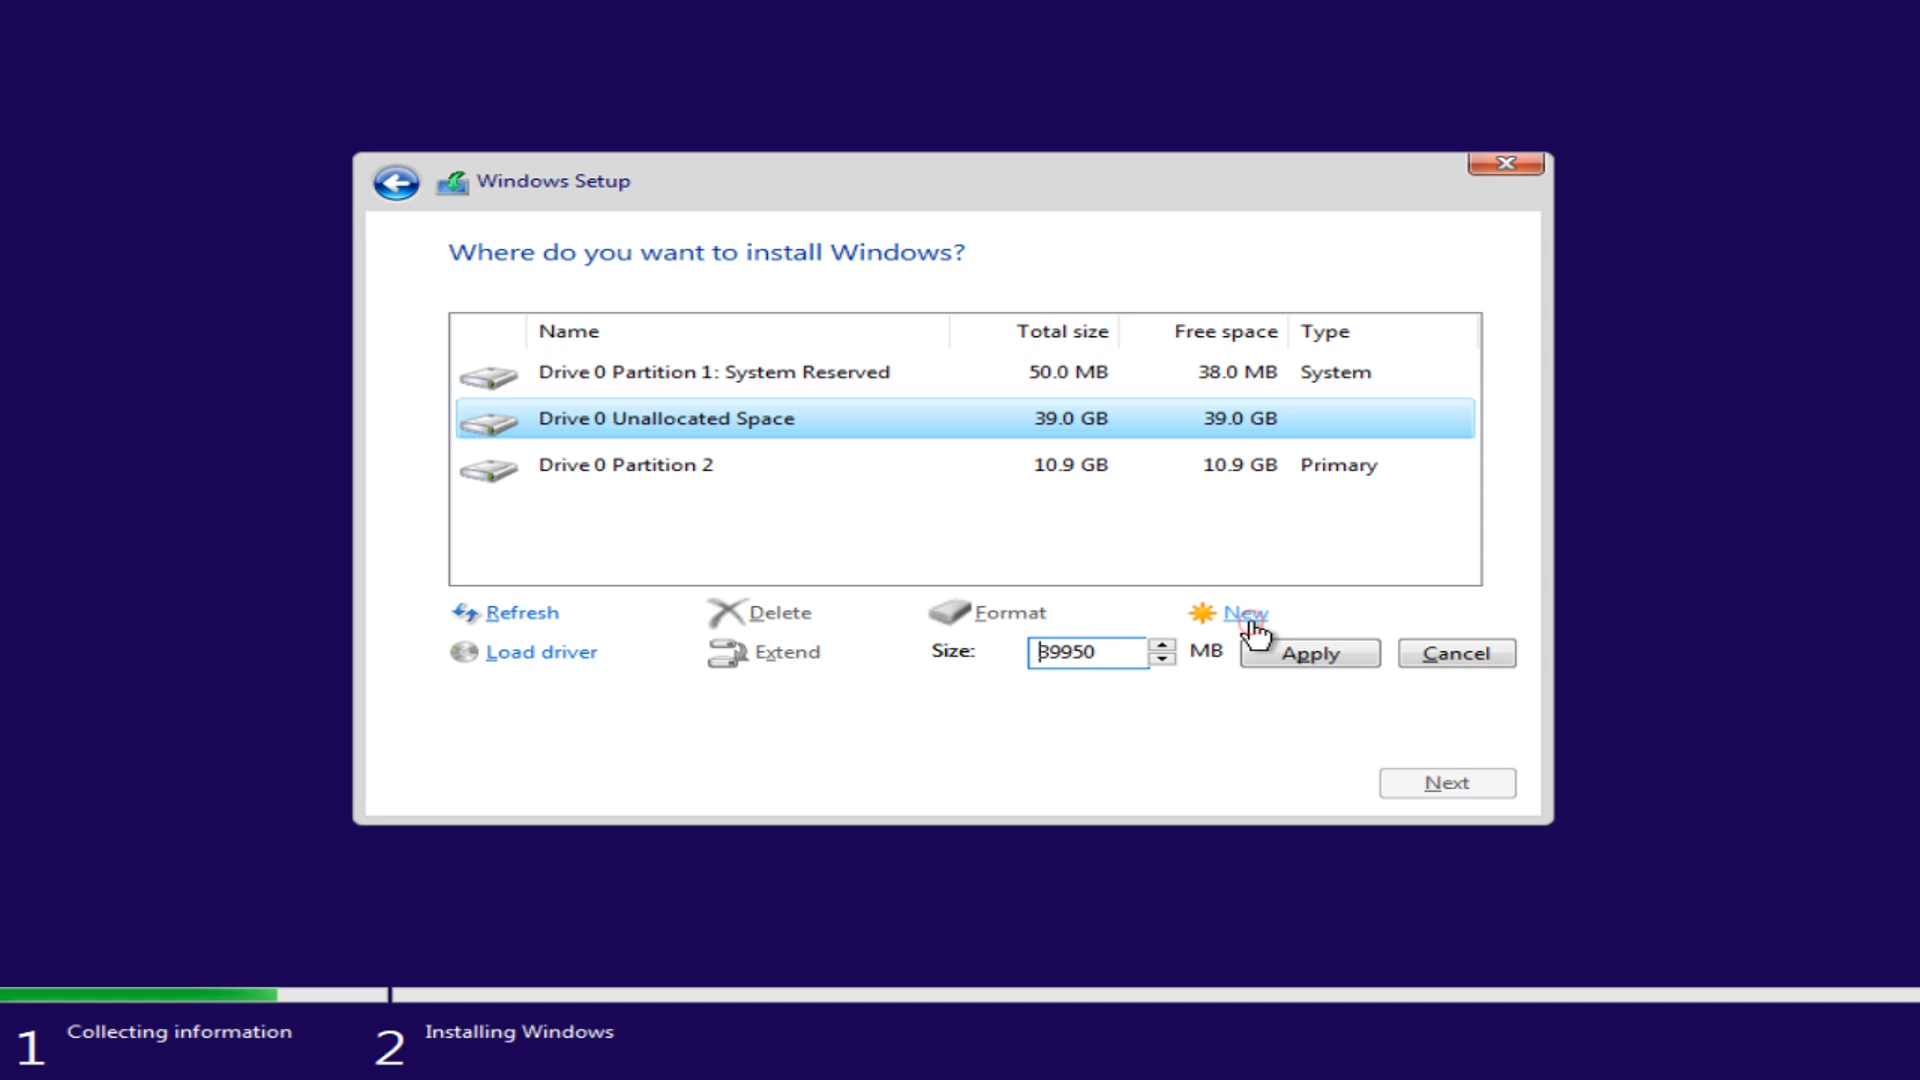 Windows Setup
Where do you want to install Windows?
Name Total size Free space Type
Drive 0 Partition 1: System Reserved 50.0 MB 38.0 MB System
Drive 0 Unallocated Space 39.0 GB 39.0 GB
Drive 0 Partition 2 10.9 GB 10.9 GB Primary
Refresh Delete Format New
Load driver Extend Size: 39950 MB Apply Cancel
Next
1 Collecting information 2 Installing Windows